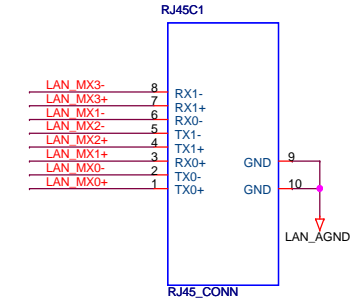 RJ45C1
LAN_MX3- 8 RX1-
LAN_MX3+ 7 RX1+
LAN_MX1- 6 RX0-
LAN_MX2- 5 TX1-
LAN_MX2+ 4 TX1+
LAN_MX1+ 3 RX0+ GND 9
LAN_MX0- 2 TX0-
LAN_MX0+ 1 TX0+ GND 10
LAN_AGND
RJ45_CONN